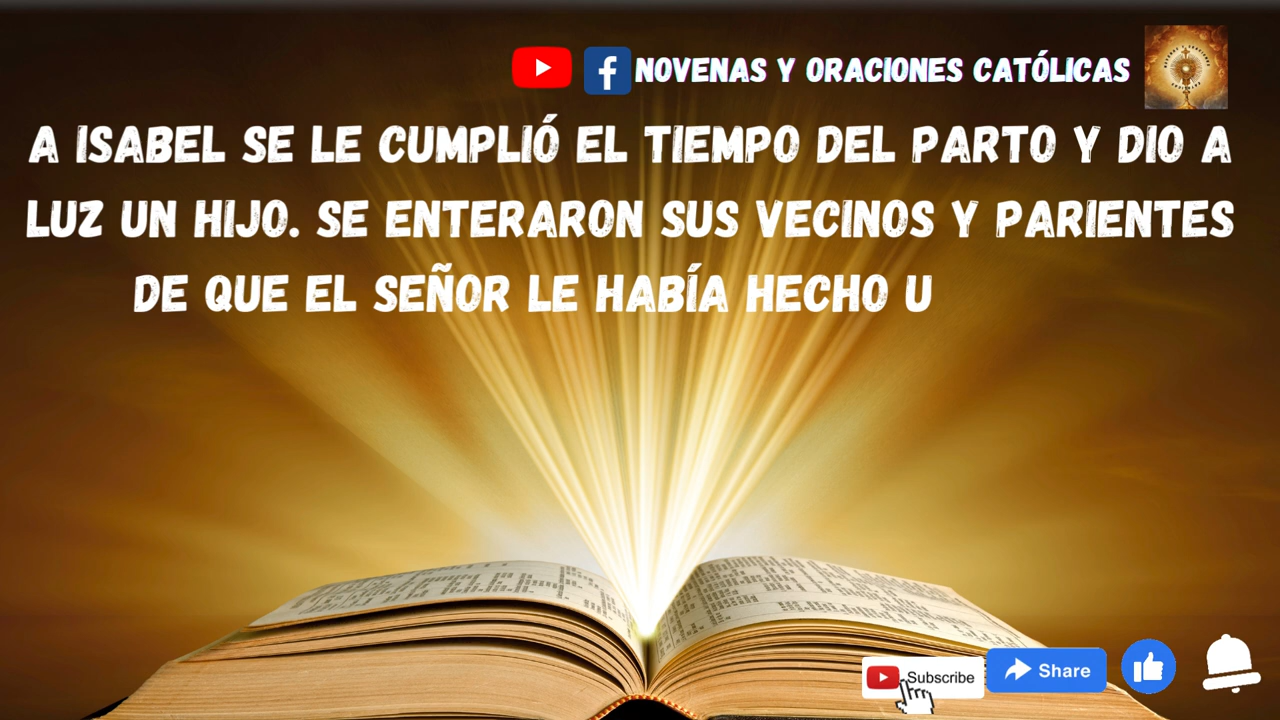 NOVENAS Y ORACIONES CATÓLICAS
A ISABEL SE LE CUMPLIÓ EL TIEMPO DEL PARTO Y DIO A
LUZ UN HIJO. SE ENTERARON SUS VECINOS Y PARIENTES
DE QUE EL SEÑOR LE HABÍA HECHO U
Subscribe
Share